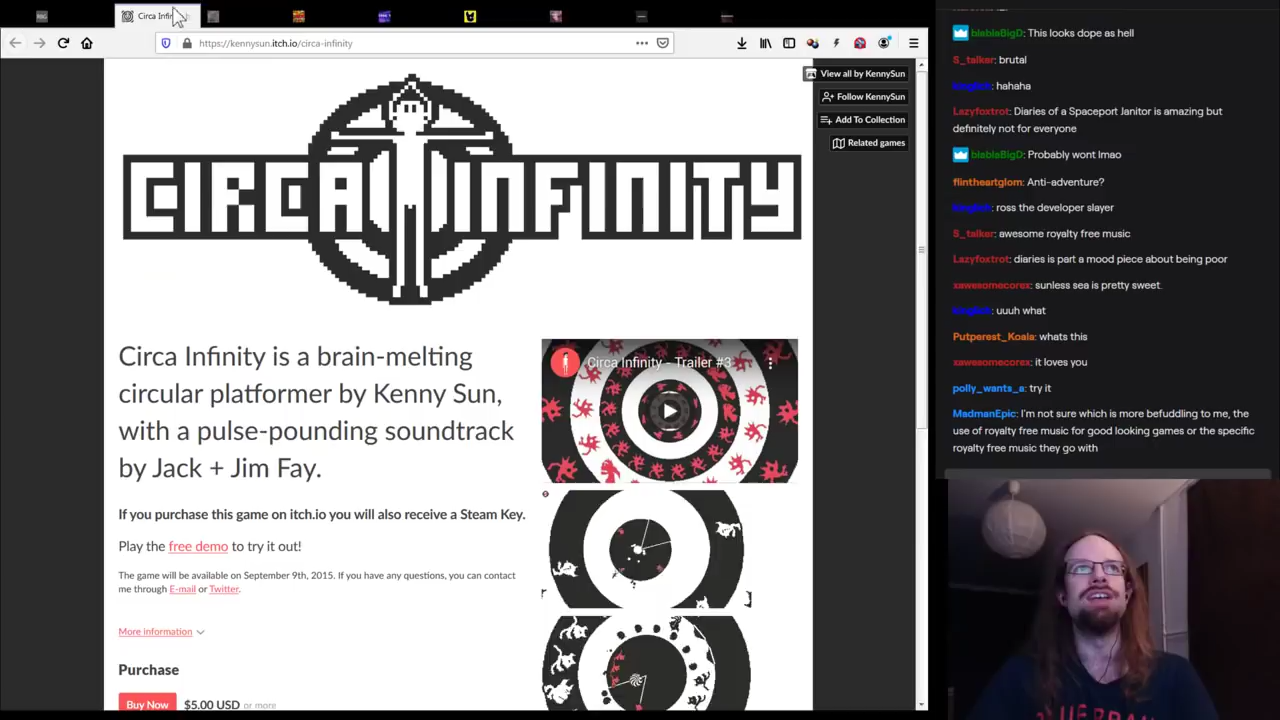 Circa Infin
https://kennysun.itch.io/circa-infinity
View all by KennySun
Follow KennySun
Add To Collection
Related games
CIRCA INFINITY
Circa Infinity is a brain-melting
circular platformer by Kenny Sun,
with a pulse-pounding soundtrack
by Jack + Jim Fay.
If you purchase this game on itch.io you will also receive a Steam Key.
Play the free demo to try it out!
The game will be available on September 9th, 2015. If you have any questions, you can contact
me through E-mail or Twitter.
More information
Purchase
Buy Now $5.00 USD or more
Circa Infinity - Trailer #3
blablaBigD: This looks dope as hell
S_talker: brutal
: hahaha
Lazyfoxtrot: Diaries of a Spaceport Janitor is amazing but
definitely not for everyone
blablaBigD: Probably wont lmao
flintheartglom: Anti-adventure?
: ross the developer slayer
S_talker: awesome royalty free music
Lazyfoxtrot: diaries is part a mood piece about being poor
xawesomecorex: sunless sea is pretty sweet.
: uuuh what
Putperest_Koala: whats this
xawesomecorex: it loves you
polly_wants_a: try it
MadmanEpic: I'm not sure which is more befuddling to me, the
use of royalty free music for good looking games or the specific
royalty free music they go with